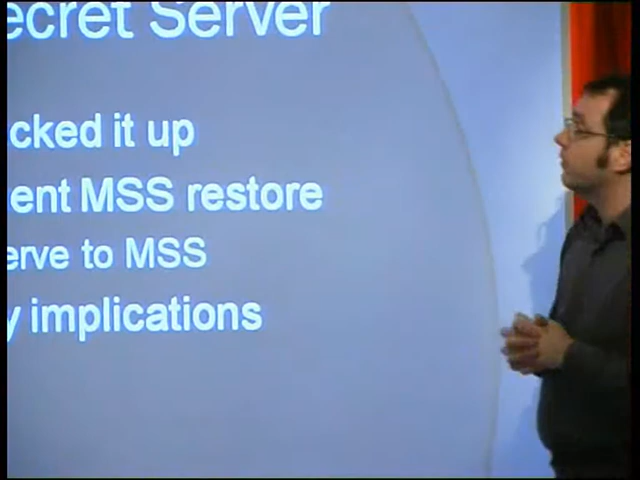 ecret Server
cked it up
ent MSS restore
erve to MSS
y implications